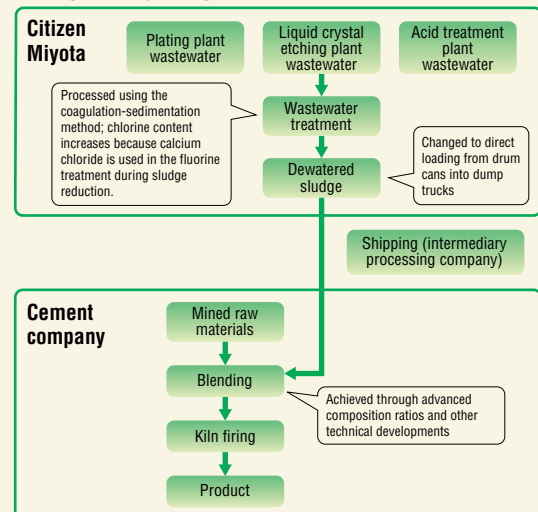 Citizen
Miyota
Plating plant
wastewater
Liquid crystal
etching plant
wastewater
Acid treatment
plant
wastewater
Processed using the
coagulation-sedimentation
method; chlorine content
increases because calcium
chloride is used in the fluorine
treatment during sludge
reduction.
Wastewater
treatment
Changed to direct
loading from drum
cans into dump
trucks
Dewatered
sludge
Shipping (intermediary
processing company)
Cement
company
Mined raw
materials
Blending
Achieved through advanced
composition ratios and other
technical developments
Kiln firing
Product